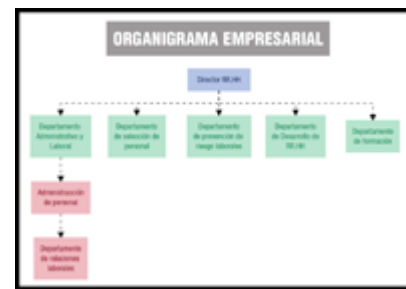 ORGANIGRAMA EMPRESARIAL
Director RR.HH
Departamento
Administrativo y
Laboral
Departamento
de selección de
personal
Departamento
de prevención de
riesgo laborales
Departamento
de Desarrollo de
RR.HH
Departamento
de formación
Administración
de personal
Departamento
de relaciones
laborales